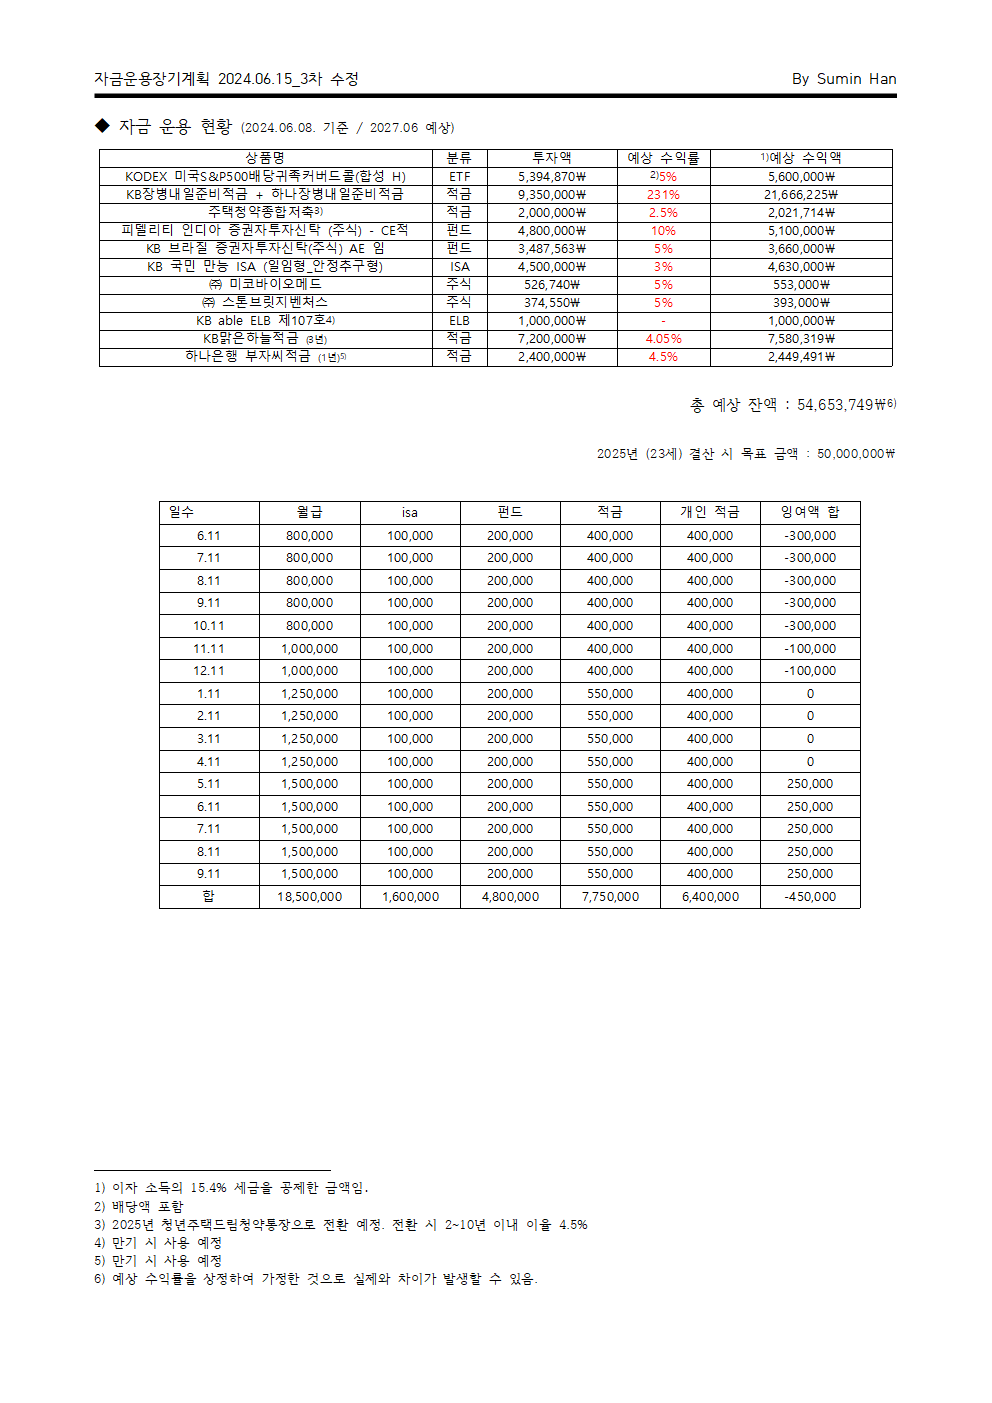 자금운용장기계획 2024.06.15_3차 수정 By Sumin Han
◆ 자금 운용 현황 (2024.06.08. 기준 / 2027.06 예상)
상품명 분류 투자액 예상 수익률 1)예상 수익액
KODEX 미국S&P500배당귀족커버드콜(합성 H) ETF 5,394,870₩ 2)5% 5,600,000₩
KB장병내일준비적금 + 하나장병내일준비적금 적금 9,350,000₩ 231% 21,666,225₩
주택청약종합저축3) 적금 2,000,000₩ 2.5% 2,021,714₩
피델리티 인디아 증권자투자신탁 (주식) - CE적 펀드 4,800,000₩ 10% 5,100,000₩
KB 브라질 증권자투자신탁(주식) AE 임 펀드 3,487,563₩ 5% 3,660,000₩
KB 국민 만능 ISA (일임형_안정추구형) ISA 4,500,000₩ 3% 4,630,000₩
㈜ 미코바이오메드 주식 526,740₩ 5% 553,000₩
㈜ 스톤브릿지벤처스 주식 374,550₩ 5% 393,000₩
KB able ELB 제107호4) ELB 1,000,000₩ - 1,000,000₩
KB맑은하늘적금 (3년) 적금 7,200,000₩ 4.05% 7,580,319₩
하나은행 부자씨적금 (1년)5) 적금 2,400,000₩ 4.5% 2,449,491₩
총 예상 잔액 : 54,653,749₩6)
2025년 (23세) 결산 시 목표 금액 : 50,000,000₩
일수 월급 isa 펀드 적금 개인 적금 잉여액 합
6.11 800,000 100,000 200,000 400,000 400,000 -300,000
7.11 800,000 100,000 200,000 400,000 400,000 -300,000
8.11 800,000 100,000 200,000 400,000 400,000 -300,000
9.11 800,000 100,000 200,000 400,000 400,000 -300,000
10.11 800,000 100,000 200,000 400,000 400,000 -300,000
11.11 1,000,000 100,000 200,000 400,000 400,000 -100,000
12.11 1,000,000 100,000 200,000 400,000 400,000 -100,000
1.11 1,250,000 100,000 200,000 550,000 400,000 0
2.11 1,250,000 100,000 200,000 550,000 400,000 0
3.11 1,250,000 100,000 200,000 550,000 400,000 0
4.11 1,250,000 100,000 200,000 550,000 400,000 0
5.11 1,500,000 100,000 200,000 550,000 400,000 250,000
6.11 1,500,000 100,000 200,000 550,000 400,000 250,000
7.11 1,500,000 100,000 200,000 550,000 400,000 250,000
8.11 1,500,000 100,000 200,000 550,000 400,000 250,000
9.11 1,500,000 100,000 200,000 550,000 400,000 250,000
합 18,500,000 1,600,000 4,800,000 7,750,000 6,400,000 -450,000
1) 이자 소득의 15.4% 세금을 공제한 금액임.
2) 배당액 포함
3) 2025년 청년주택드림청약통장으로 전환 예정. 전환 시 2~10년 이내 이율 4.5%
4) 만기 시 사용 예정
5) 만기 시 사용 예정
6) 예상 수익률을 상정하여 가정한 것으로 실제와 차이가 발생할 수 있음.